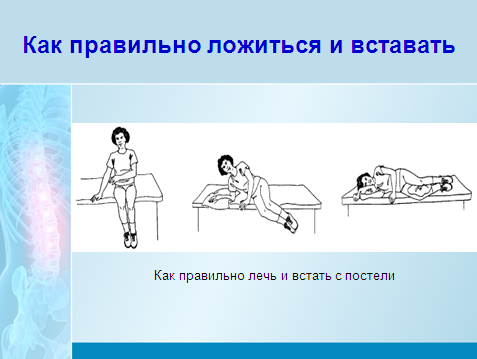 Как правильно ложиться и вставать
Как правильно лечь и встать с постели